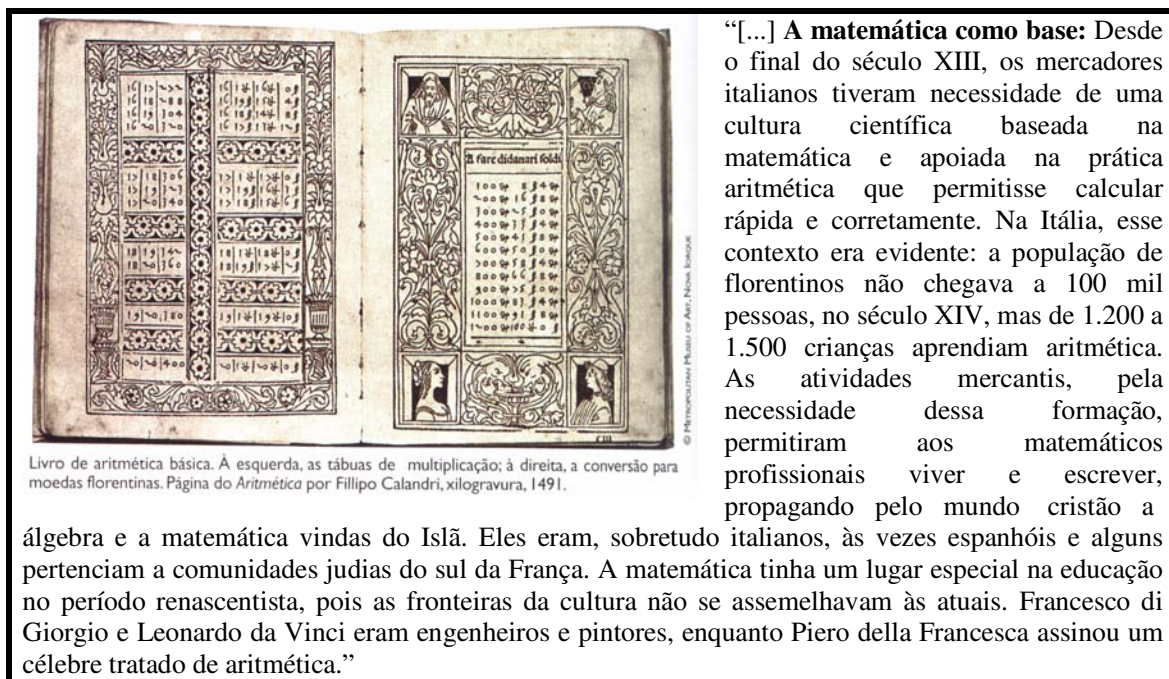 A fare didanari soldi
© METROPOLITAN MUSEU OF ART, NOVA IORQUE
Livro de aritmética básica. À esquerda, as tábuas de multiplicação; à direita, a conversão para
moedas florentinas. Página do Aritmética por Fillipo Calandri, xilogravura, 1491.
“[...] A matemática como base: Desde
o final do século XIII, os mercadores
italianos tiveram necessidade de uma
cultura científica baseada na
matemática e apoiada na prática
aritmética que permitisse calcular
rápida e corretamente. Na Itália, esse
contexto era evidente: a população de
florentinos não chegava a 100 mil
pessoas, no século XIV, mas de 1.200 a
1.500 crianças aprendiam aritmética.
As atividades mercantis, pela
necessidade dessa formação,
permitiram aos matemáticos
profissionais viver e escrever,
propagando pelo mundo cristão a
álgebra e a matemática vindas do Islã. Eles eram, sobretudo italianos, às vezes espanhóis e alguns
pertenciam a comunidades judias do sul da França. A matemática tinha um lugar especial na educação
no período renascentista, pois as fronteiras da cultura não se assemelhavam às atuais. Francesco di
Giorgio e Leonardo da Vinci eram engenheiros e pintores, enquanto Piero della Francesca assinou um
célebre tratado de aritmética.”